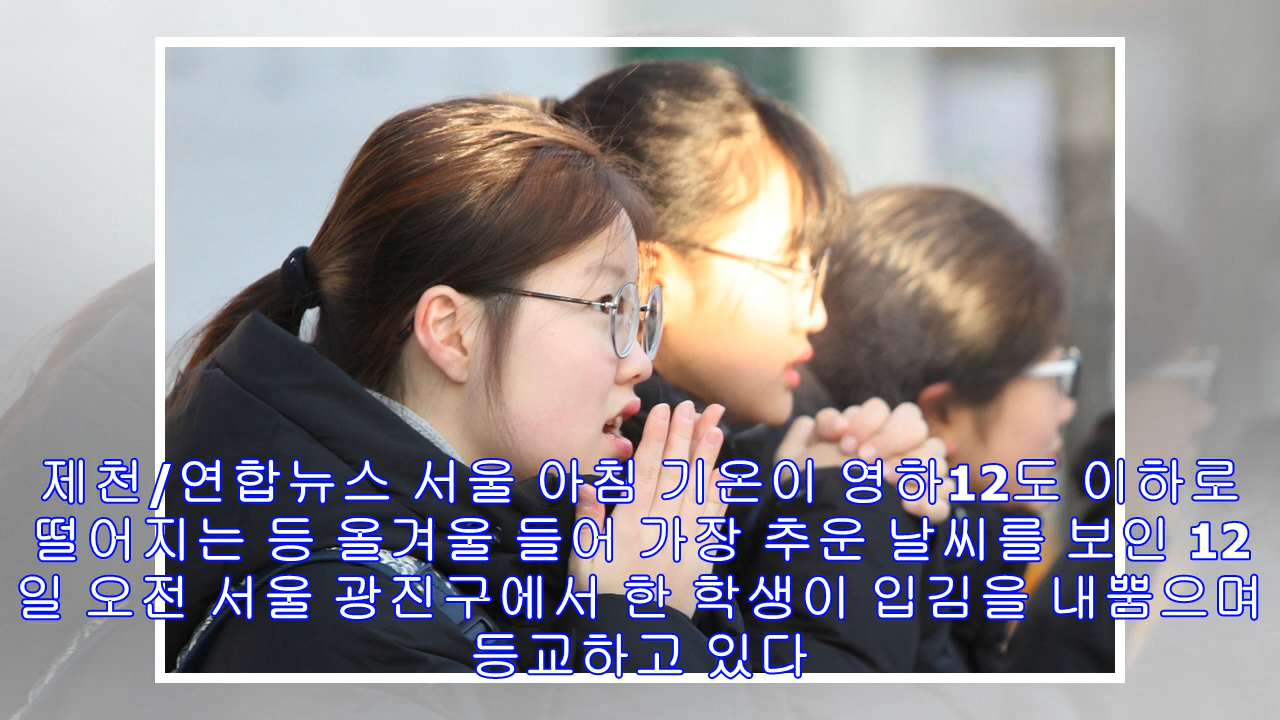 제천/연합뉴스 서울 아침 기온이 영하12도 이하로
떨어지는 등 올겨울 들어 가장 추운 날씨를 보인 12
일 오전 서울 광진구에서 한 학생이 입김을 내뿜으며
등교하고 있다